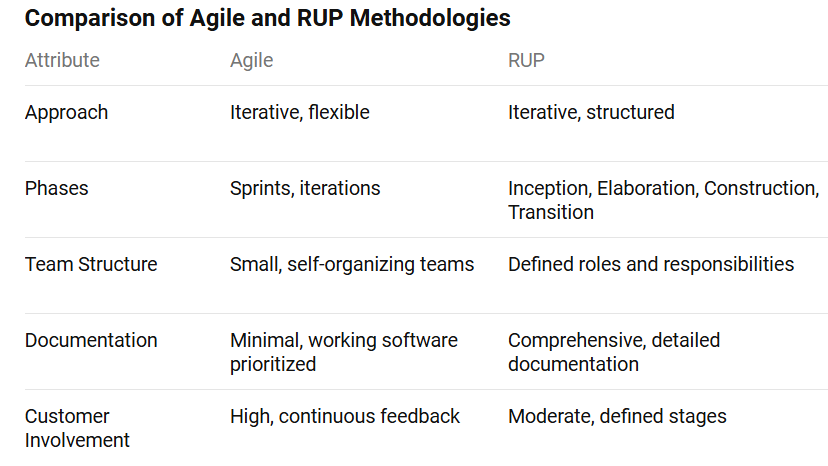 Comparison of Agile and RUP Methodologies
Attribute Agile RUP
Approach Iterative, flexible Iterative, structured
Phases Sprints, iterations Inception, Elaboration, Construction,
Transition
Team Structure Small, self-organizing teams Defined roles and responsibilities
Documentation Minimal, working software Comprehensive, detailed
prioritized documentation
Customer High, continuous feedback Moderate, defined stages
Involvement